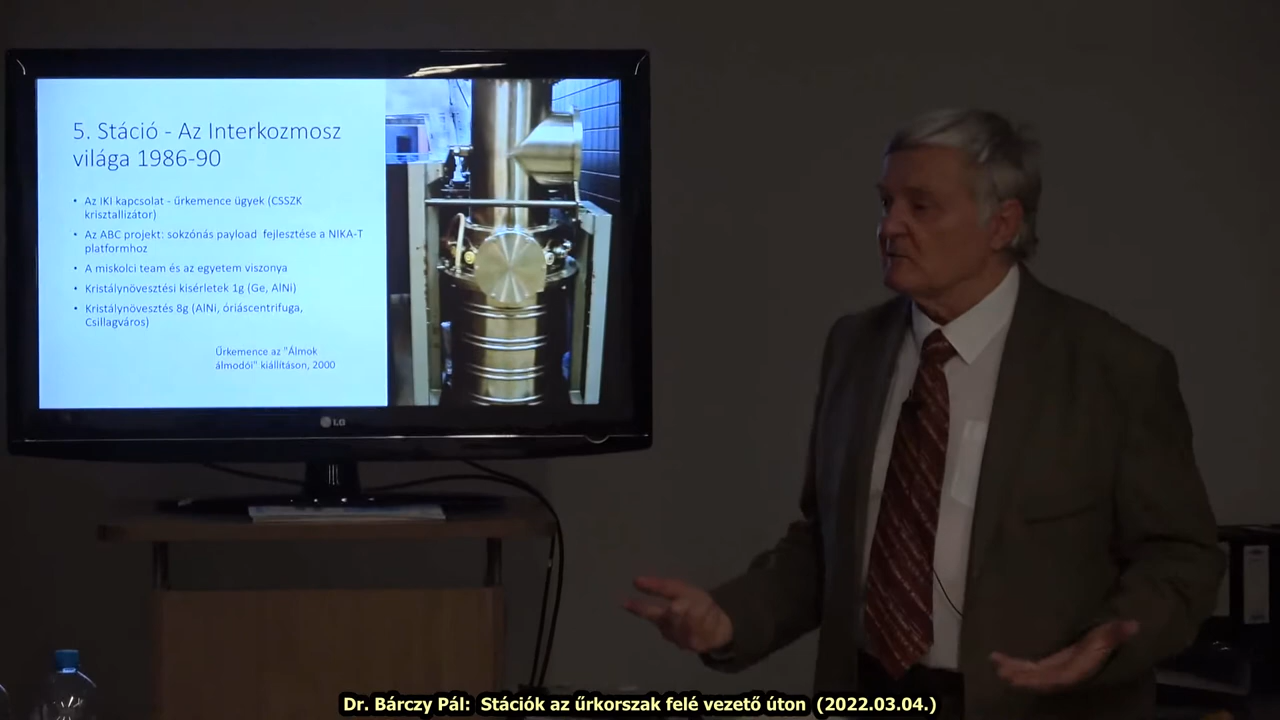 5. Stáció - Az Interkozmosz
világa 1986-90
• Az IKI kapcsolat - űrkemence ügyek (CSSZK
krisztallizátor)
• Az ABC projekt: sokzónás payload fejlesztése a NIKA-T
platformhoz
• A miskolci team és az egyetem viszonya
• Kristálynövesztési kisérletek 1g (Ge, AlNi)
• Kristálynövesztés 8g (AlNi, óriáscentrifuga,
Csillagváros)
Űrkemence az "Álmok
álmodói" kiállításon, 2000
LG
Dr. Bárczy Pál: Stációk az űrkorszak felé vezető úton (2022.03.04.)